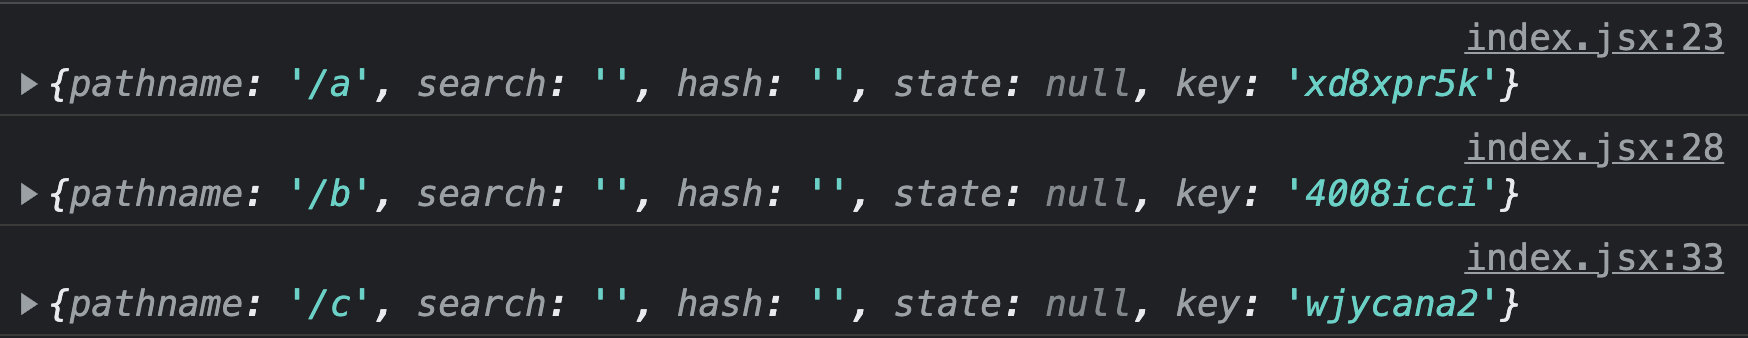 index.jsx:23
{pathname: '/a', search: '', hash: '', state: null, key: 'xd8xpr5k'}
index.jsx:28
{pathname: '/b', search: '', hash: '', state: null, key: '4008icci'}
index.jsx:33
{pathname: '/c', search: '', hash: '', state: null, key: 'wjycana2'}